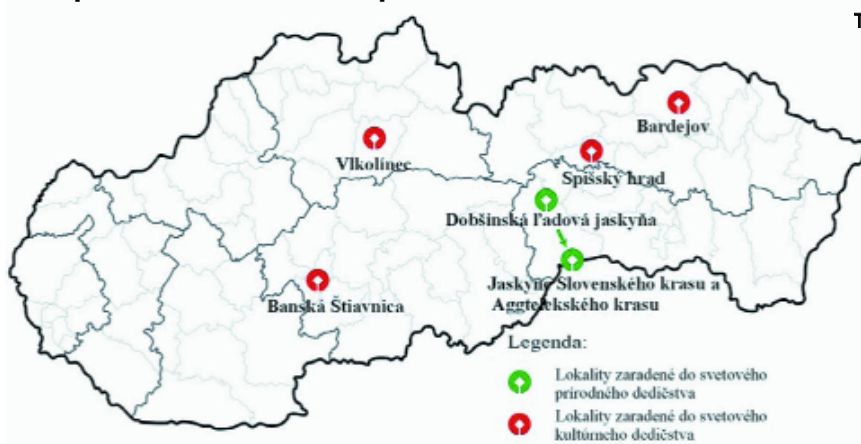 Bardejov
Vlkolínec
Spišský hrad
Dobšinská ľadová jaskyňa
Jaskyne Slovenského krasu a
Aggtelekského krasu
Banská Štiavnica
Legenda:
Lokality zaradené do svetového
prírodného dedičstva
Lokality zaradené do svetového
kultúrneho dedičstva